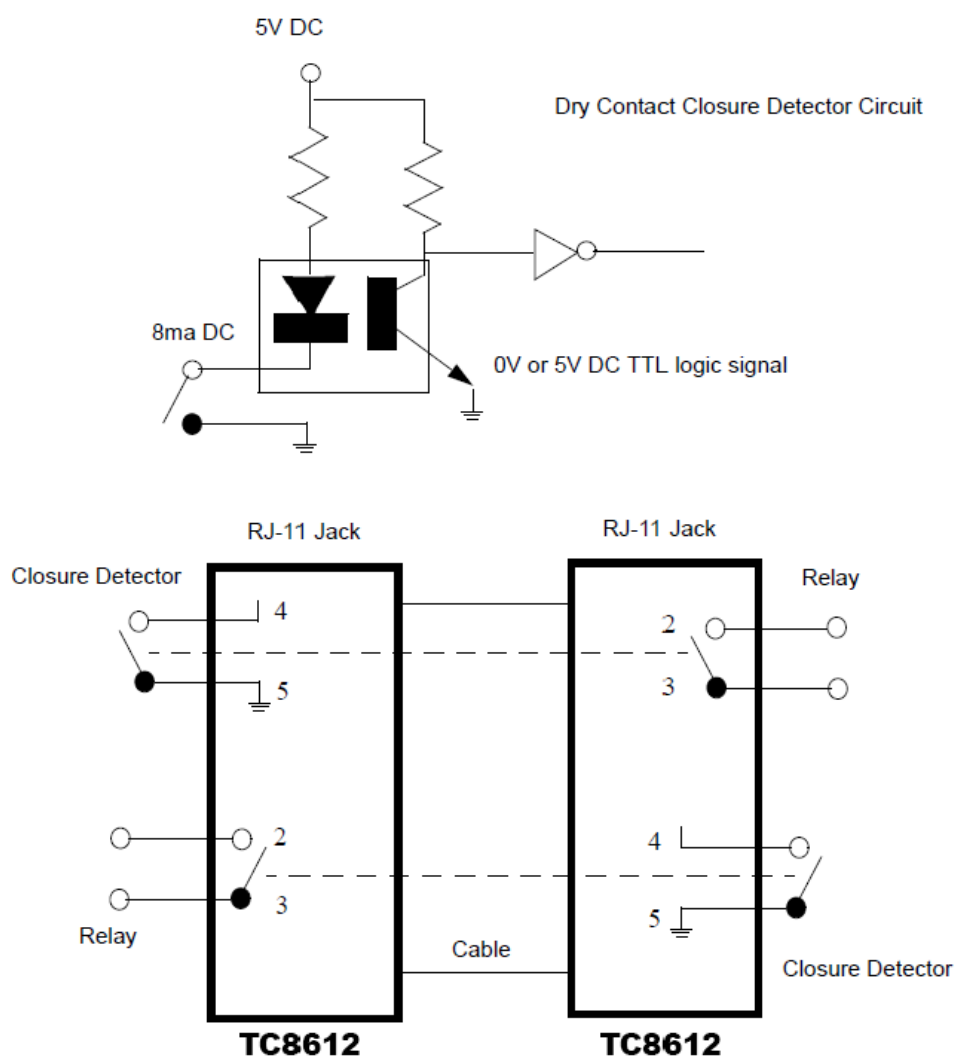 5V DC
Dry Contact Closure Detector Circuit
8ma DC
0V or 5V DC TTL logic signal
RJ-11 Jack
RJ-11 Jack
Closure Detector
Relay
4
2
5
3
2
4
3
5
Relay
Cable
Closure Detector
TC8612
TC8612